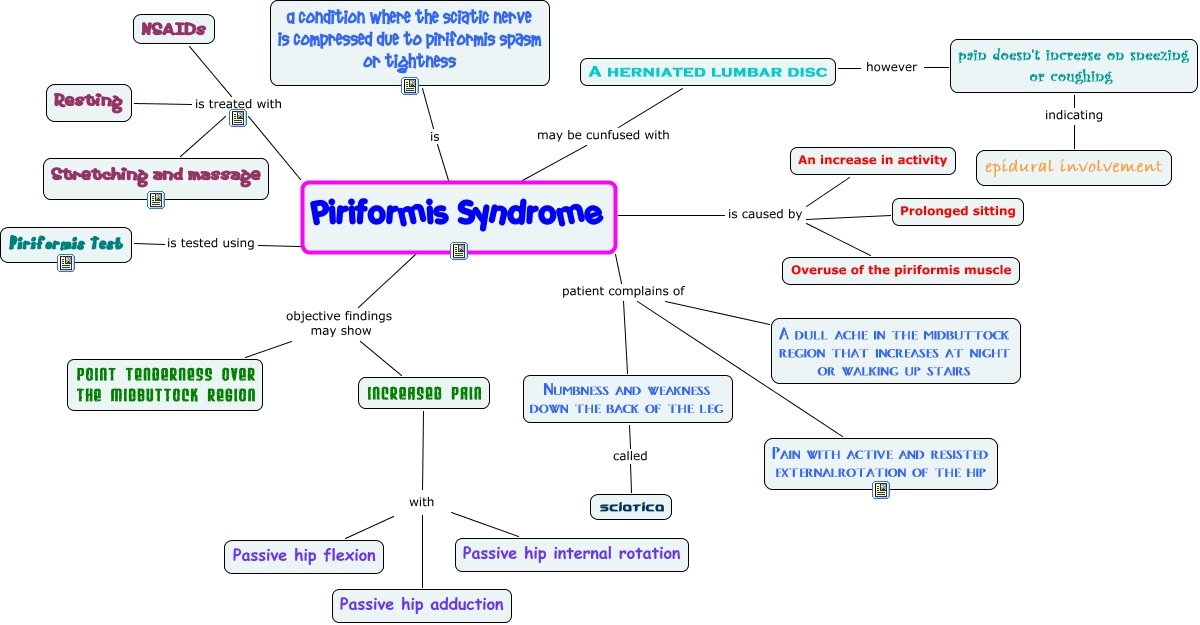 NSAIDs
a condition where the sciatic nerve
is compressed due to piriformis spasm
or tightness
A HERNIATED LUMBAR DISC
however
pain doesn't increase on sneezing
or coughing
Resting
is treated with
indicating
is
may be cunfused with
An increase in activity
epidural involvement
Stretching and massage
Piriformis Syndrome
is caused by
Prolonged sitting
Piriformis Test
is tested using
Overuse of the piriformis muscle
patient complains of
objective findings
may show
A DULL ACHE IN THE MIDBUTTOCK
REGION THAT INCREASES AT NIGHT
OR WALKING UP STAIRS
POINT TENDERNESS OVER
THE MIDBUTTOCK REGION
INCREASED PAIN
NUMBNESS AND WEAKNESS
DOWN THE BACK OF THE LEG
called
PAIN WITH ACTIVE AND RESISTED
EXTERNALROTATION OF THE HIP
sciatica
with
Passive hip flexion
Passive hip internal rotation
Passive hip adduction